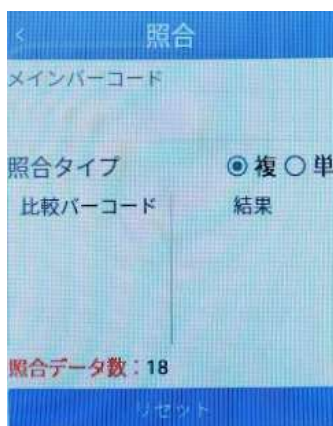 照合
メインバーコード
照合タイプ 複 単
比較バーコード 結果
照合データ数：18
リセット